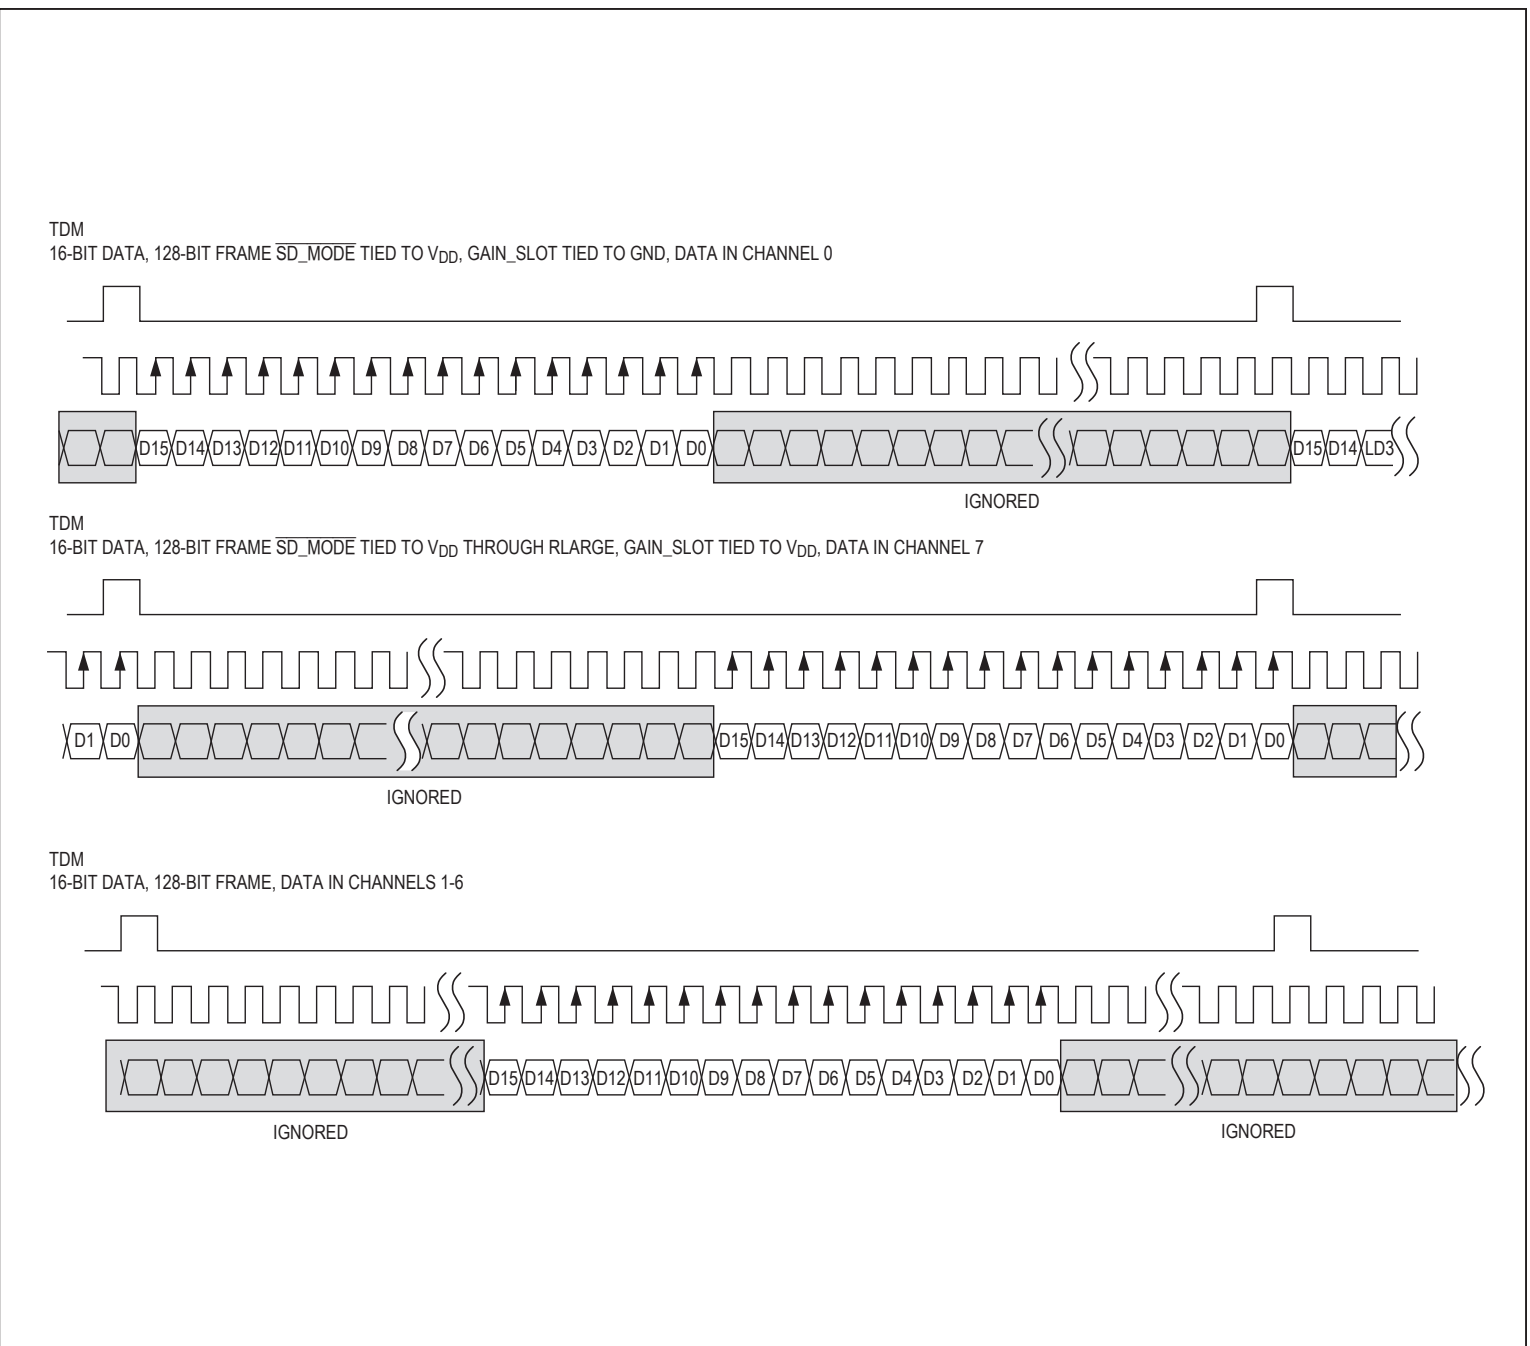 TDM
16-BIT DATA, 128-BIT FRAME SD_MODE TIED TO VDD, GAIN_SLOT TIED TO GND, DATA IN CHANNEL 0
D15 D14 D13 D12 D11 D10 D9 D8 D7 D6 D5 D4 D3 D2 D1 D0 D15 D14 LD3
IGNORED
TDM
16-BIT DATA, 128-BIT FRAME SD_MODE TIED TO VDD THROUGH RLARGE, GAIN_SLOT TIED TO VDD, DATA IN CHANNEL 7
D1 D0 D15 D14 D13 D12 D11 D10 D9 D8 D7 D6 D5 D4 D3 D2 D1 D0
IGNORED
TDM
16-BIT DATA, 128-BIT FRAME, DATA IN CHANNELS 1-6
D15 D14 D13 D12 D11 D10 D9 D8 D7 D6 D5 D4 D3 D2 D1 D0
IGNORED IGNORED